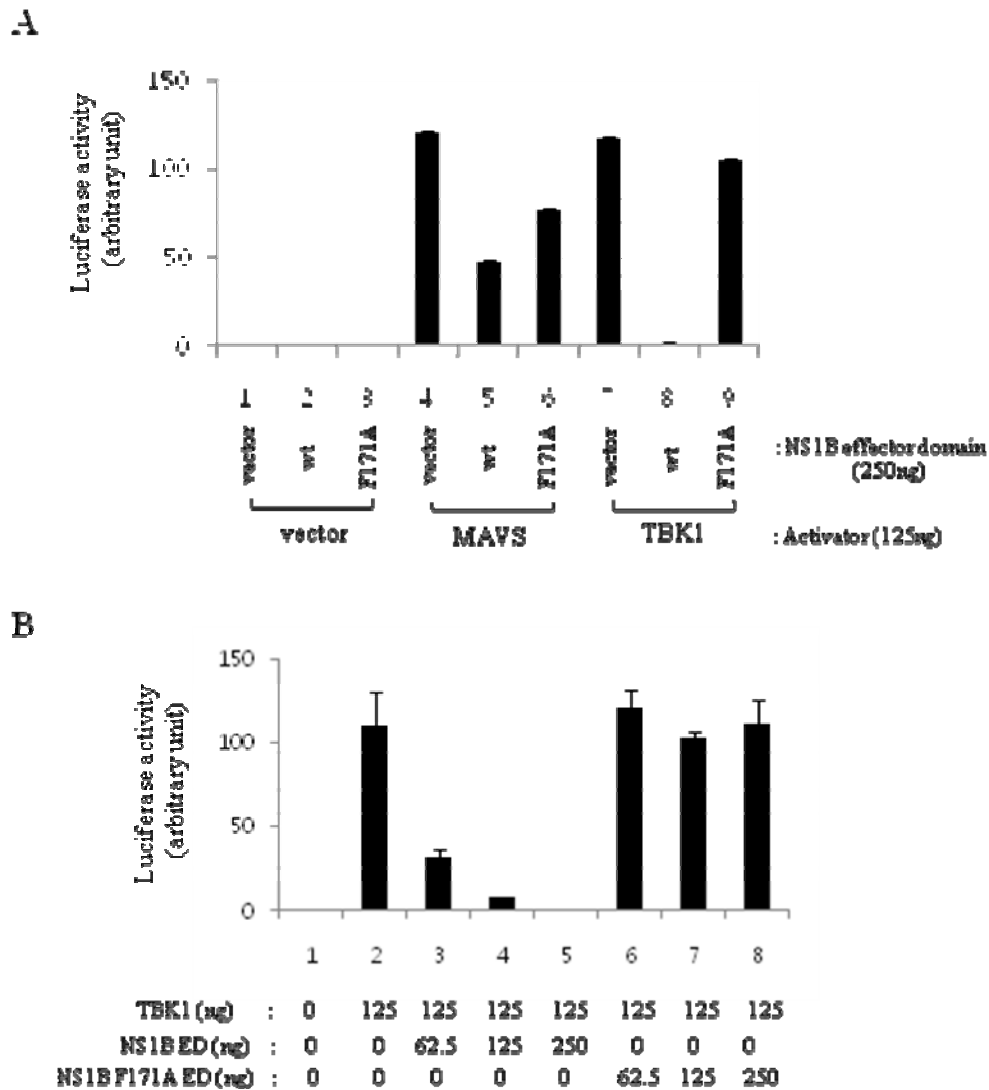 A
Luciferase activity
(arbitrary unit)
150
100
50
0
1 2 3 4 5 6 7 8 9
vector wt F171A vector wt F171A vector wt F171A
: NS1B effector domain
(250ng)
vector MAVS TBK1
: Activator (125ng)
B
Luciferase activity
(arbitrary unit)
150
100
50
0
1 2 3 4 5 6 7 8
TBK1 (ng) : 0 125 125 125 125 125 125 125
NS1B ED (ng) : 0 0 62.5 125 250 0 0 0
NS1B F171A ED (ng) : 0 0 0 0 0 62.5 125 250